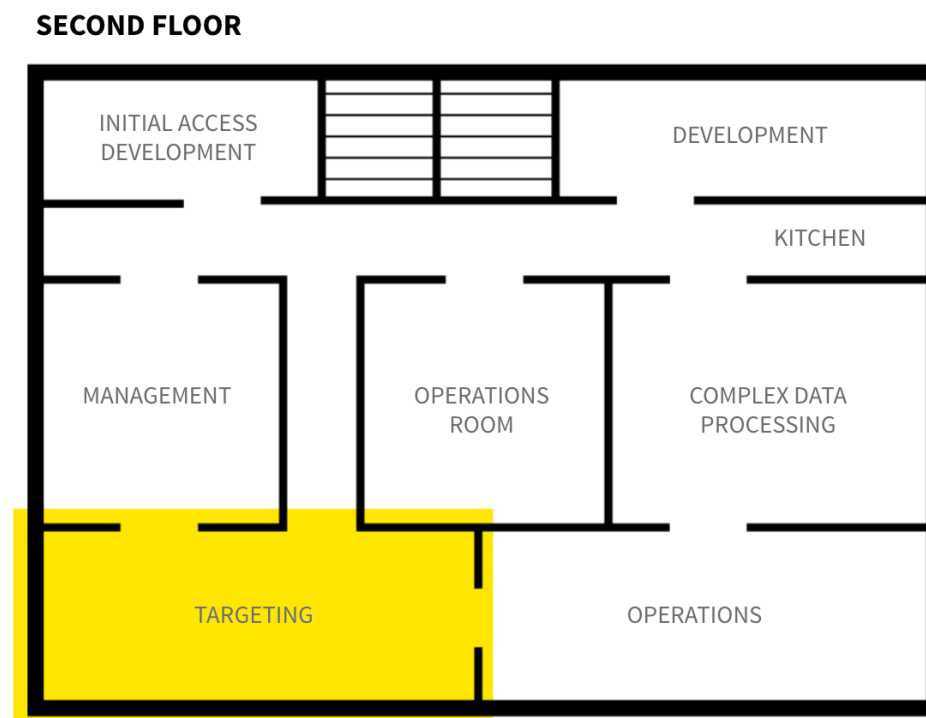 SECOND FLOOR
INITIAL ACCESS
DEVELOPMENT
DEVELOPMENT
KITCHEN
MANAGEMENT
OPERATIONS
ROOM
COMPLEX DATA
PROCESSING
TARGETING
OPERATIONS